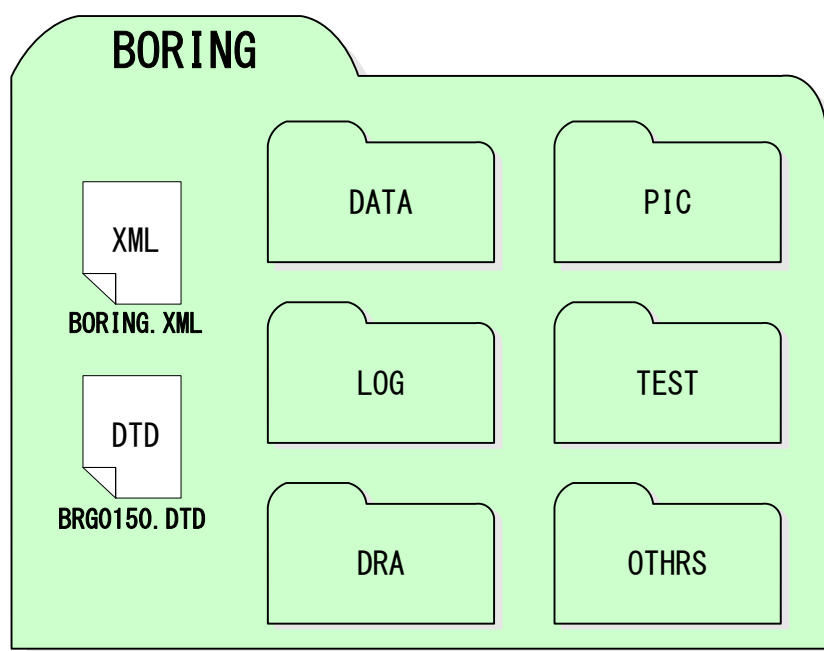 BORING
XML
BORING.XML
DTD
BRG0150.DTD
DATA
PIC
LOG
TEST
DRA
OTHRS